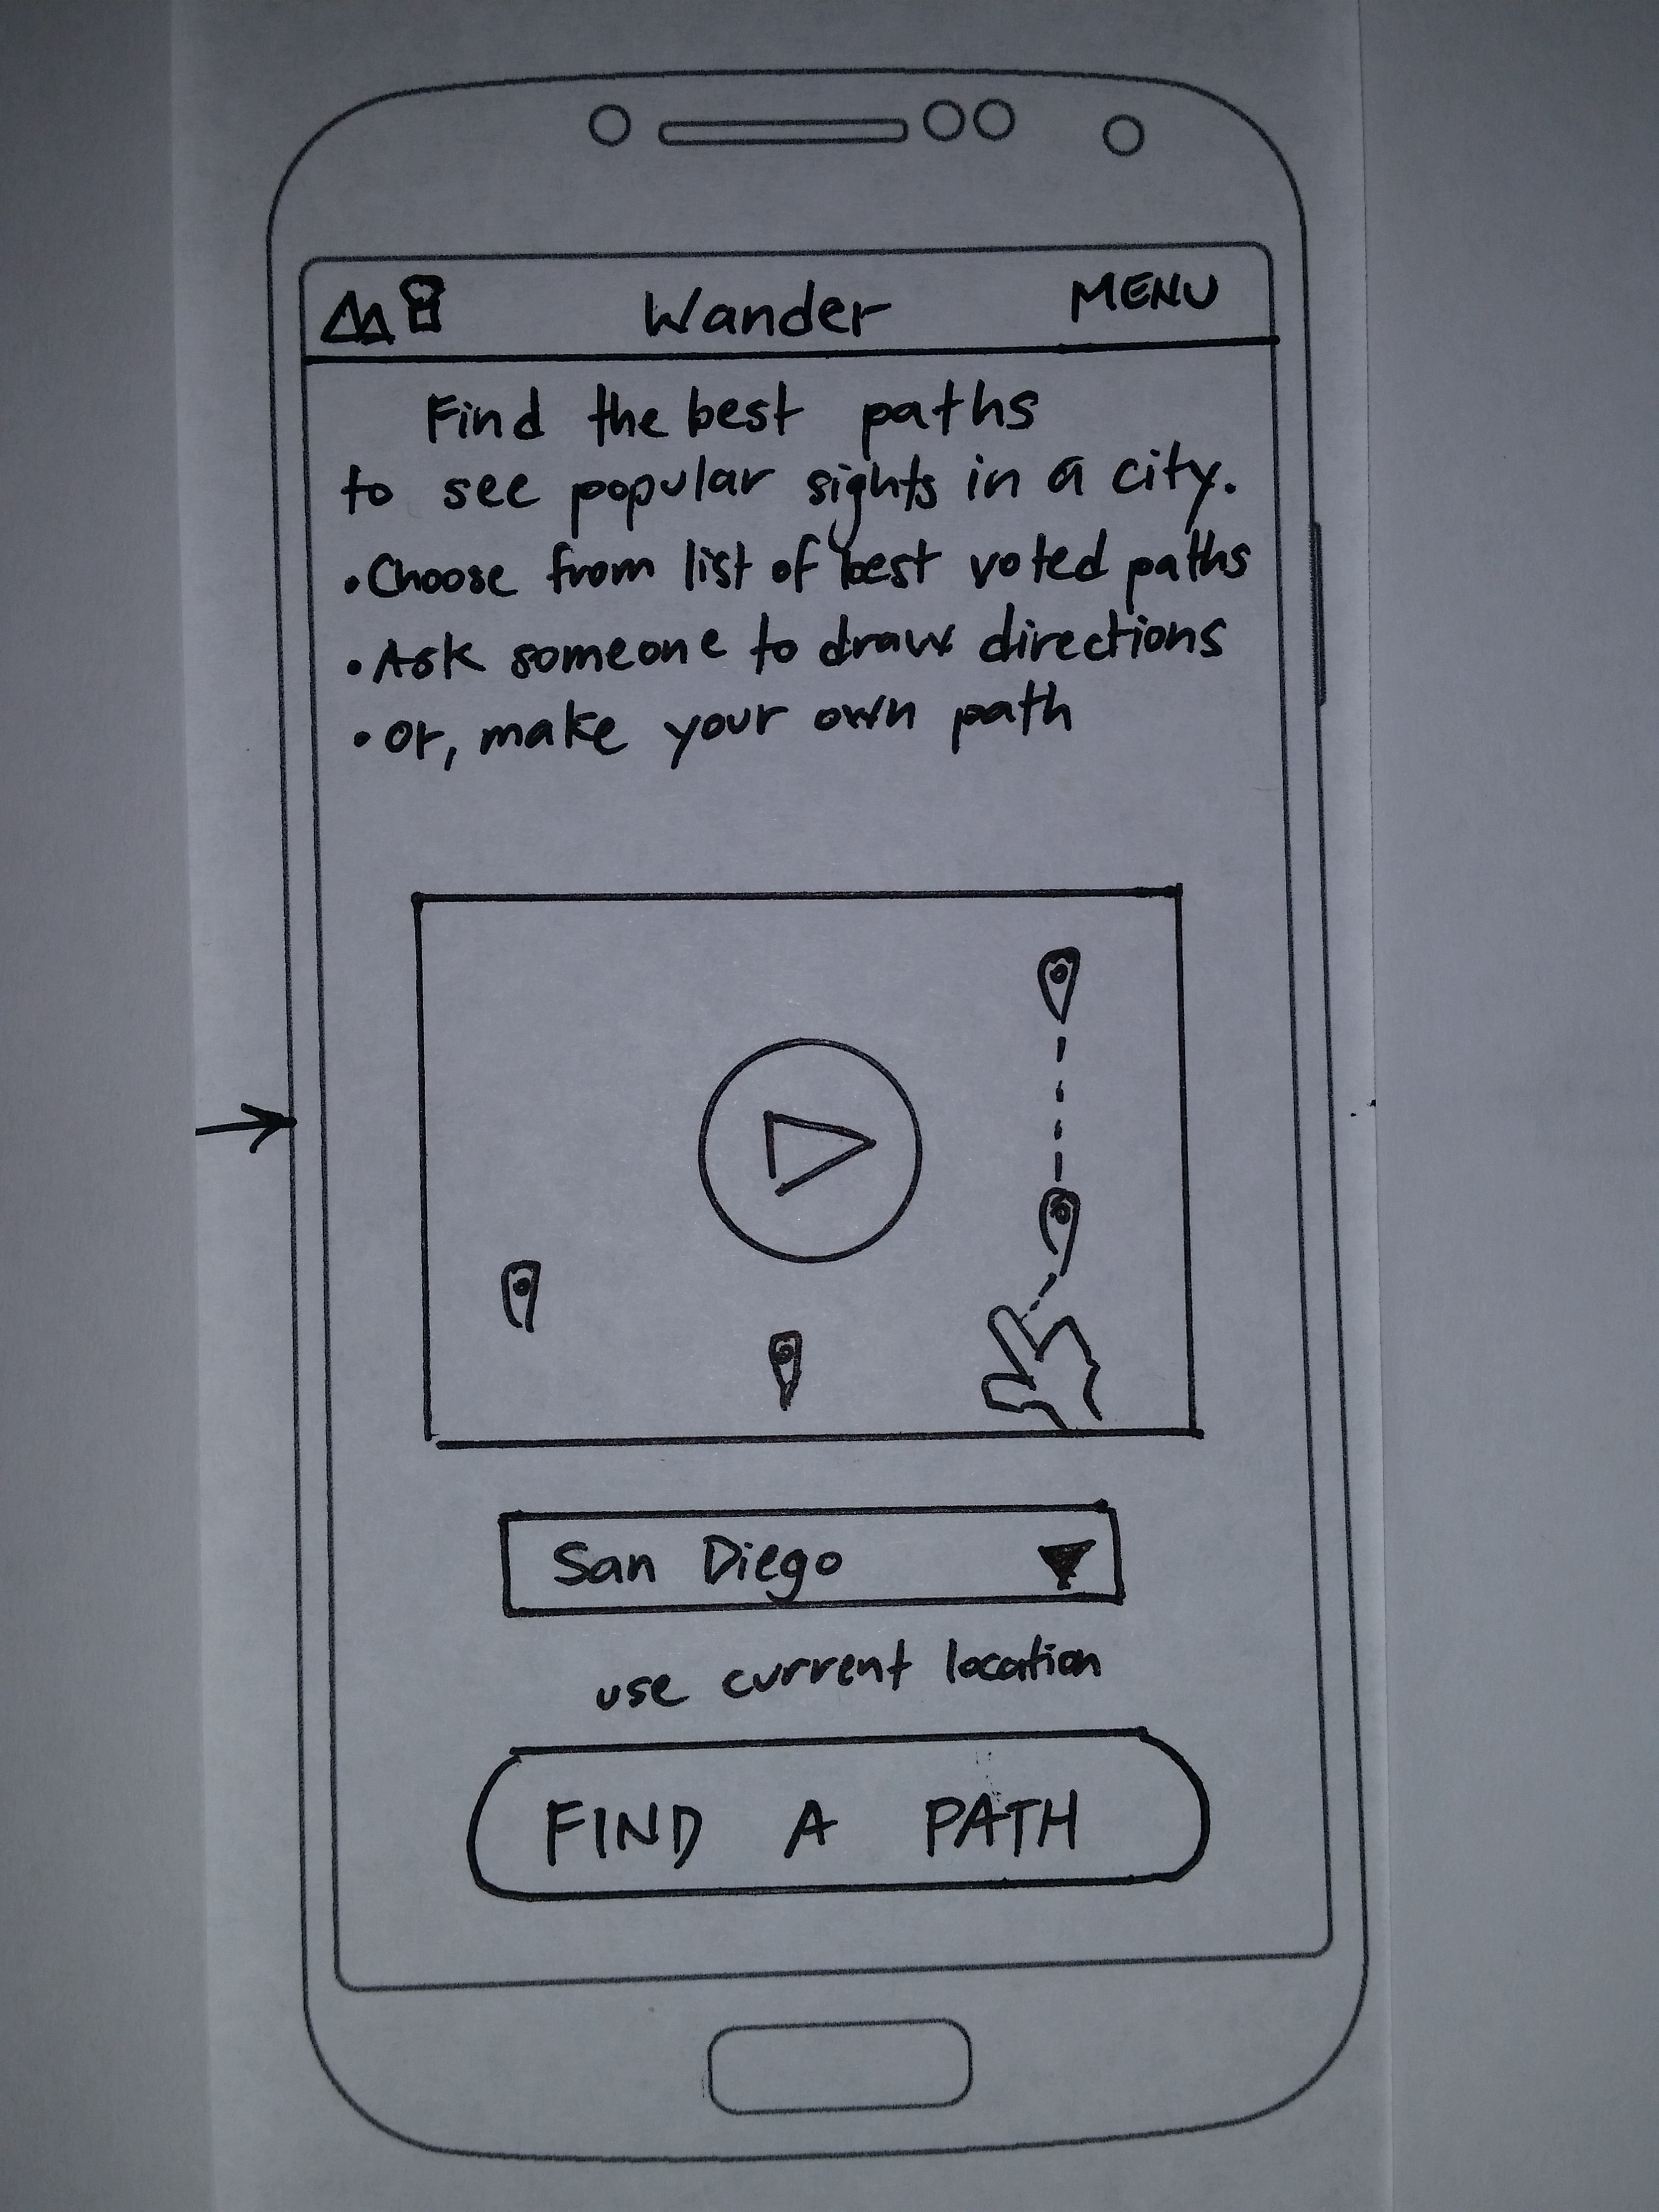 Wander
MENU
Find the best paths
to see popular sights in a city.
• Choose from list of best voted paths
• Ask someone to draw directions
• Or, make your own path
San Diego
use current location
FIND A PATH